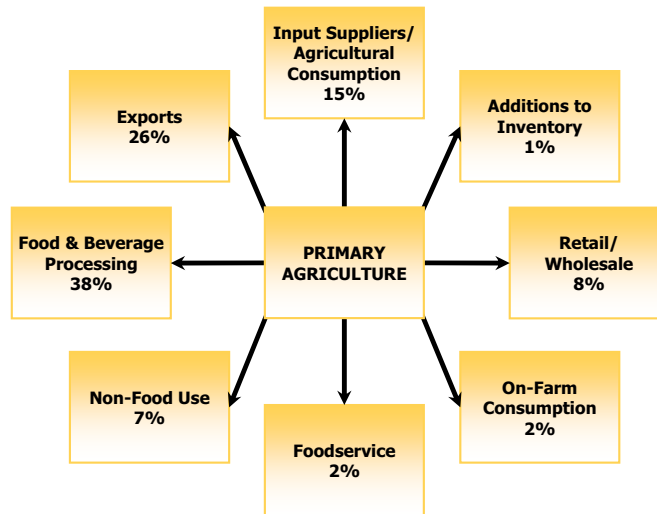 Input Suppliers/
Agricultural
Consumption
15%
Exports
26%
Additions to
Inventory
1%
Food & Beverage
Processing
38%
PRIMARY
AGRICULTURE
Retail/
Wholesale
8%
Non-Food Use
7%
Foodservice
2%
On-Farm
Consumption
2%